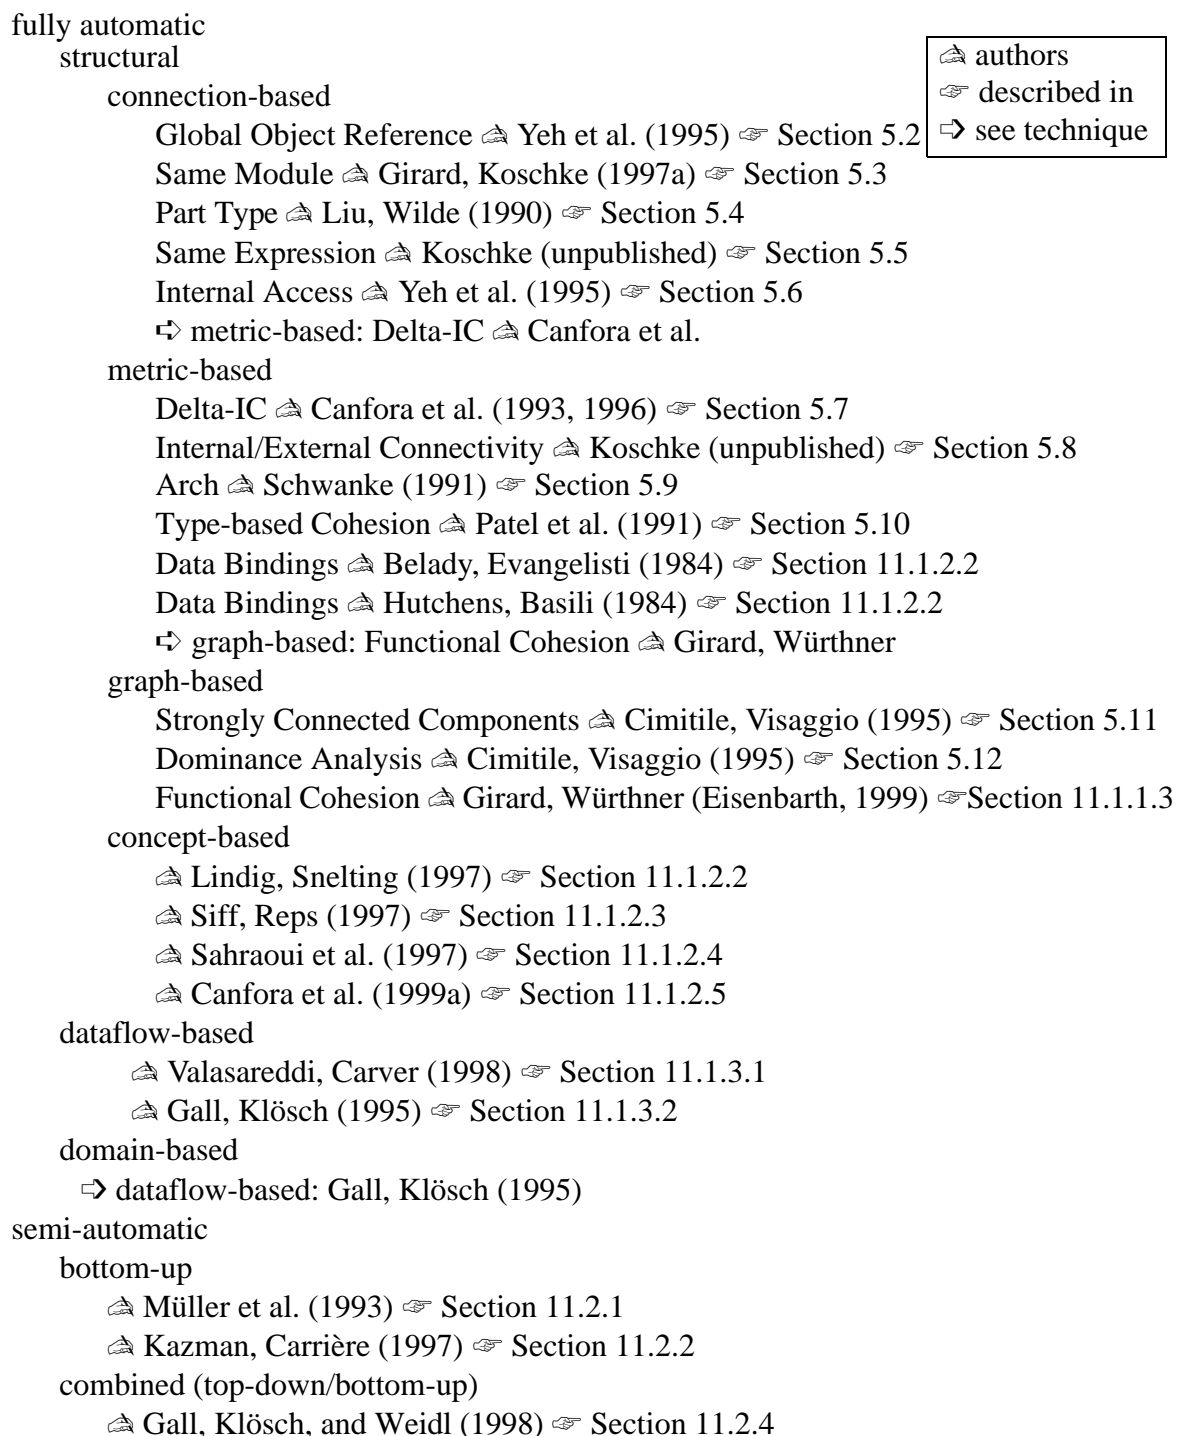 fully automatic
structural
connection-based
Global Object Reference ✍ Yeh et al. (1995) ☞ Section 5.2
Same Module ✍ Girard, Koschke (1997a) ☞ Section 5.3
Part Type ✍ Liu, Wilde (1990) ☞ Section 5.4
Same Expression ✍ Koschke (unpublished) ☞ Section 5.5
Internal Access ✍ Yeh et al. (1995) ☞ Section 5.6
➪ metric-based: Delta-IC ✍ Canfora et al.
metric-based
Delta-IC ✍ Canfora et al. (1993, 1996) ☞ Section 5.7
Internal/External Connectivity ✍ Koschke (unpublished) ☞ Section 5.8
Arch ✍ Schwanke (1991) ☞ Section 5.9
Type-based Cohesion ✍ Patel et al. (1991) ☞ Section 5.10
Data Bindings ✍ Belady, Evangelisti (1984) ☞ Section 11.1.2.2
Data Bindings ✍ Hutchens, Basili (1984) ☞ Section 11.1.2.2
➪ graph-based: Functional Cohesion ✍ Girard, Würthner
graph-based
Strongly Connected Components ✍ Cimitile, Visaggio (1995) ☞ Section 5.11
Dominance Analysis ✍ Cimitile, Visaggio (1995) ☞ Section 5.12
Functional Cohesion ✍ Girard, Würthner (Eisenbarth, 1999) ☞Section 11.1.1.3
concept-based
✍ Lindig, Snelting (1997) ☞ Section 11.1.2.2
✍ Siff, Reps (1997) ☞ Section 11.1.2.3
✍ Sahraoui et al. (1997) ☞ Section 11.1.2.4
✍ Canfora et al. (1999a) ☞ Section 11.1.2.5
dataflow-based
✍ Valasareddi, Carver (1998) ☞ Section 11.1.3.1
✍ Gall, Klösch (1995) ☞ Section 11.1.3.2
domain-based
➪ dataflow-based: Gall, Klösch (1995)
semi-automatic
bottom-up
✍ Müller et al. (1993) ☞ Section 11.2.1
✍ Kazman, Carrière (1997) ☞ Section 11.2.2
combined (top-down/bottom-up)
✍ Gall, Klösch, and Weidl (1998) ☞ Section 11.2.4
✍ authors
☞ described in
➪ see technique